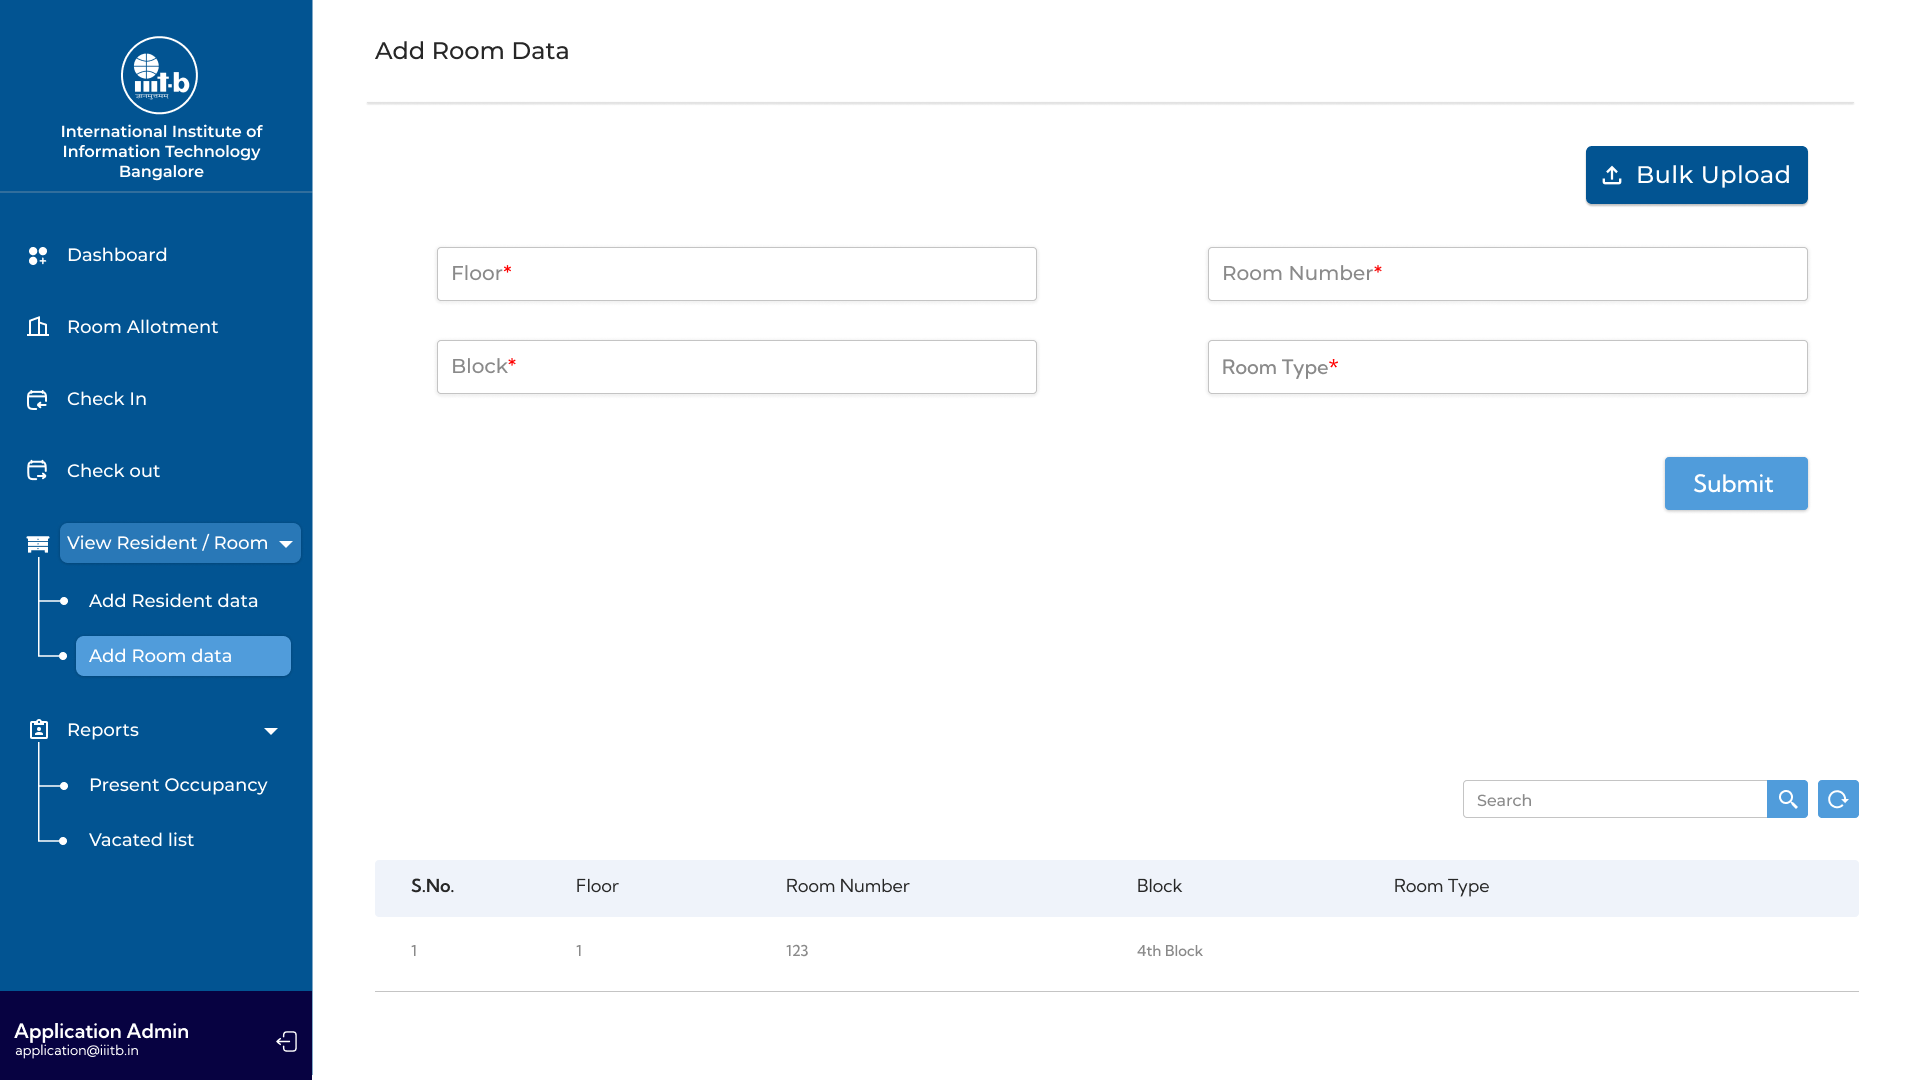 iiit-b
ज्ञानमुत्तमम्
International Institute of
Information Technology
Bangalore
Dashboard
Room Allotment
Check In
Check out
View Resident / Room
Add Resident data
Add Room data
Reports
Present Occupancy
Vacated list
Application Admin
application@iiitb.in
Add Room Data
Bulk Upload
Floor*
Room Number*
Block*
Room Type*
Submit
Search
S.No. Floor Room Number Block Room Type
1 1 123 4th Block